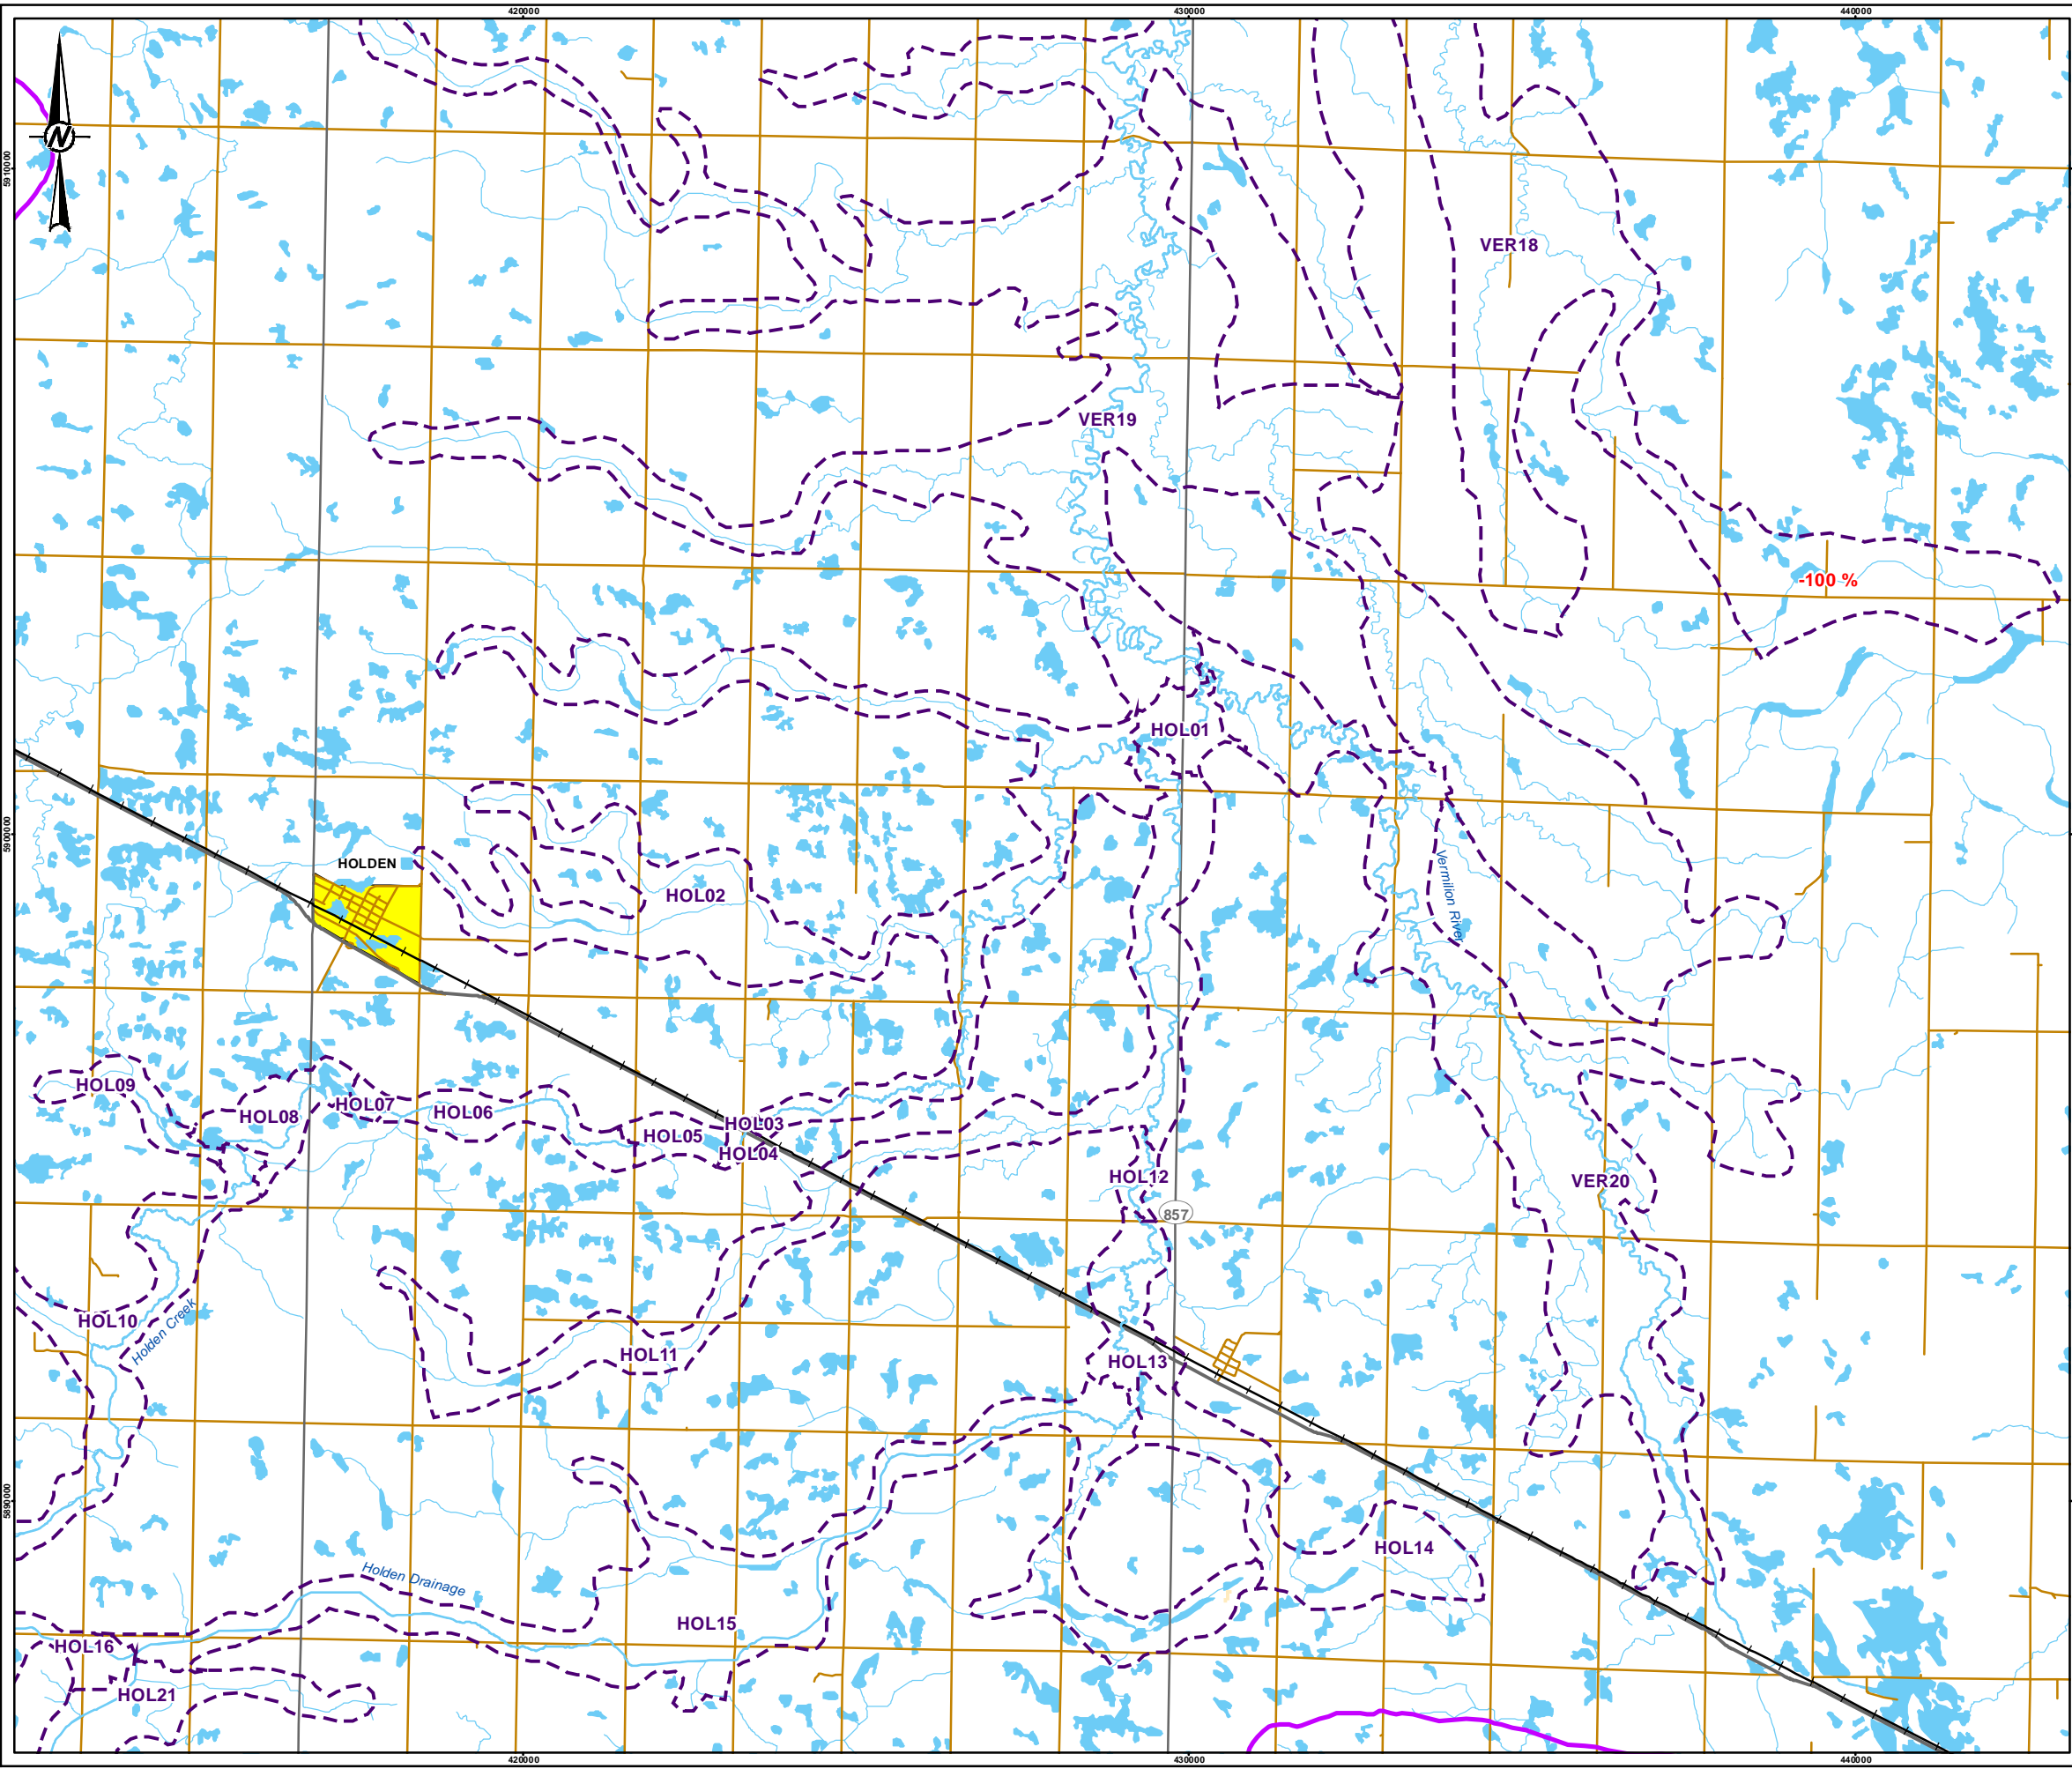 420000
430000
440000
N
5910000
VER18
VER19
-100 %
HOL01
5900000
HOLDEN
Vermilion River
HOL02
HOL09
HOL08
HOL07
HOL06
HOL03
HOL05
HOL04
HOL12
VER20
857
HOL10
Holden Creek
HOL11
HOL13
5890000
HOL14
Holden Drainage
HOL15
HOL16
HOL21
420000
430000
440000